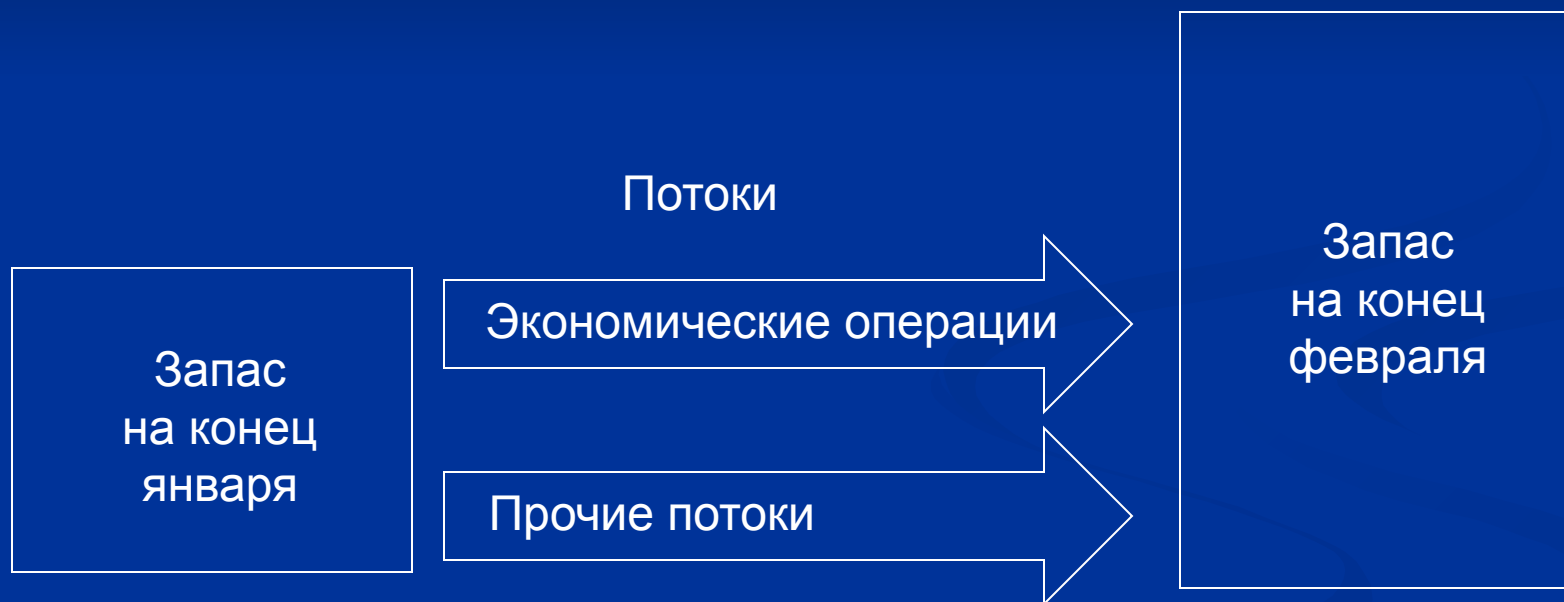 Потоки
Запас
на конец
января
Экономические операции
Прочие потоки
Запас
на конец
февраля